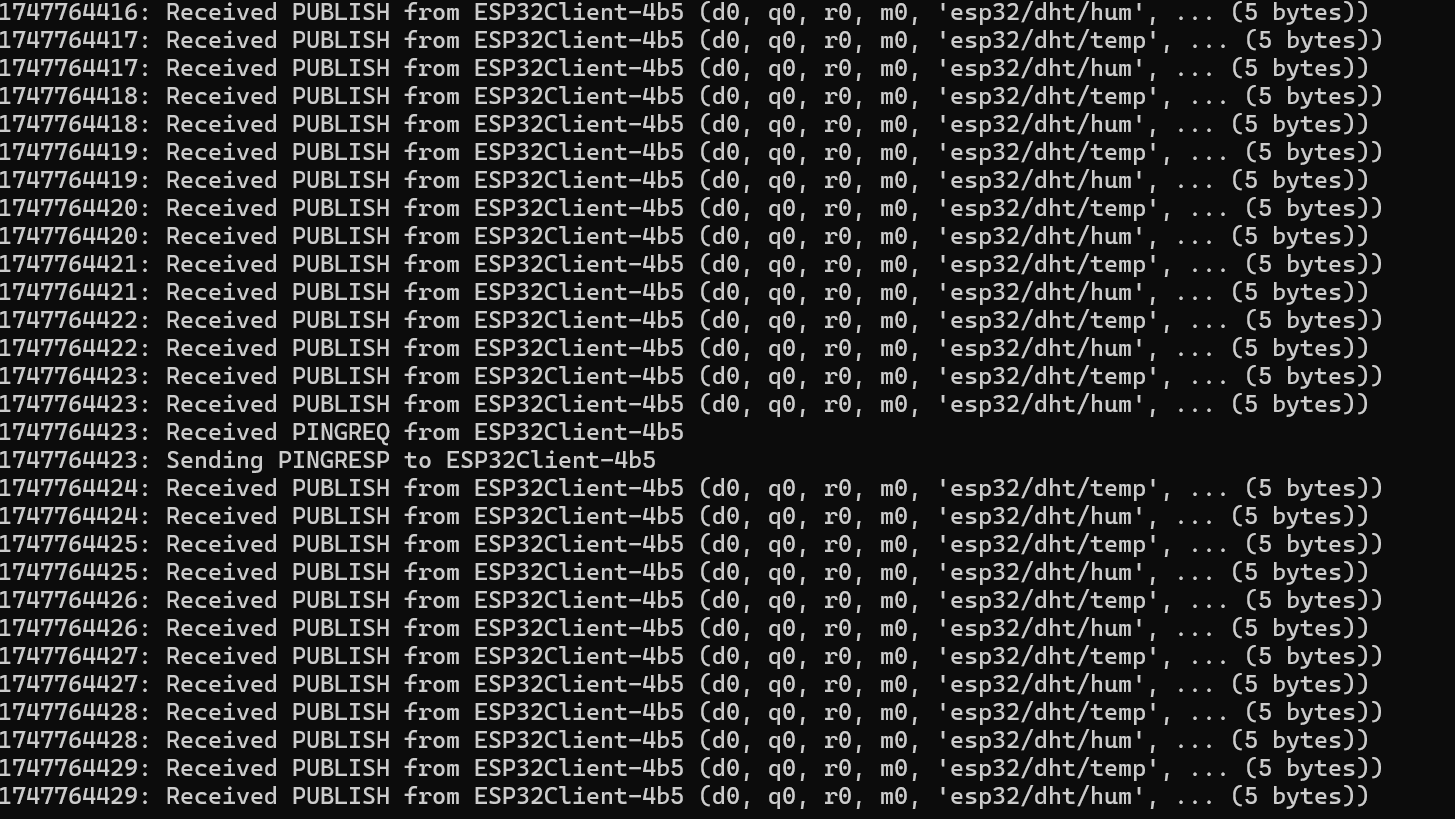 1747764416: Received PUBLISH from ESP32Client-4b5 (d0, q0, r0, m0, 'esp32/dht/hum', ... (5 bytes))
1747764417: Received PUBLISH from ESP32Client-4b5 (d0, q0, r0, m0, 'esp32/dht/temp', ... (5 bytes))
1747764417: Received PUBLISH from ESP32Client-4b5 (d0, q0, r0, m0, 'esp32/dht/hum', ... (5 bytes))
1747764418: Received PUBLISH from ESP32Client-4b5 (d0, q0, r0, m0, 'esp32/dht/temp', ... (5 bytes))
1747764418: Received PUBLISH from ESP32Client-4b5 (d0, q0, r0, m0, 'esp32/dht/hum', ... (5 bytes))
1747764419: Received PUBLISH from ESP32Client-4b5 (d0, q0, r0, m0, 'esp32/dht/temp', ... (5 bytes))
1747764419: Received PUBLISH from ESP32Client-4b5 (d0, q0, r0, m0, 'esp32/dht/hum', ... (5 bytes))
1747764420: Received PUBLISH from ESP32Client-4b5 (d0, q0, r0, m0, 'esp32/dht/temp', ... (5 bytes))
1747764420: Received PUBLISH from ESP32Client-4b5 (d0, q0, r0, m0, 'esp32/dht/hum', ... (5 bytes))
1747764421: Received PUBLISH from ESP32Client-4b5 (d0, q0, r0, m0, 'esp32/dht/temp', ... (5 bytes))
1747764421: Received PUBLISH from ESP32Client-4b5 (d0, q0, r0, m0, 'esp32/dht/hum', ... (5 bytes))
1747764422: Received PUBLISH from ESP32Client-4b5 (d0, q0, r0, m0, 'esp32/dht/temp', ... (5 bytes))
1747764422: Received PUBLISH from ESP32Client-4b5 (d0, q0, r0, m0, 'esp32/dht/hum', ... (5 bytes))
1747764423: Received PUBLISH from ESP32Client-4b5 (d0, q0, r0, m0, 'esp32/dht/temp', ... (5 bytes))
1747764423: Received PUBLISH from ESP32Client-4b5 (d0, q0, r0, m0, 'esp32/dht/hum', ... (5 bytes))
1747764423: Received PINGREQ from ESP32Client-4b5
1747764423: Sending PINGRESP to ESP32Client-4b5
1747764424: Received PUBLISH from ESP32Client-4b5 (d0, q0, r0, m0, 'esp32/dht/temp', ... (5 bytes))
1747764424: Received PUBLISH from ESP32Client-4b5 (d0, q0, r0, m0, 'esp32/dht/hum', ... (5 bytes))
1747764425: Received PUBLISH from ESP32Client-4b5 (d0, q0, r0, m0, 'esp32/dht/temp', ... (5 bytes))
1747764425: Received PUBLISH from ESP32Client-4b5 (d0, q0, r0, m0, 'esp32/dht/hum', ... (5 bytes))
1747764426: Received PUBLISH from ESP32Client-4b5 (d0, q0, r0, m0, 'esp32/dht/temp', ... (5 bytes))
1747764426: Received PUBLISH from ESP32Client-4b5 (d0, q0, r0, m0, 'esp32/dht/hum', ... (5 bytes))
1747764427: Received PUBLISH from ESP32Client-4b5 (d0, q0, r0, m0, 'esp32/dht/temp', ... (5 bytes))
1747764427: Received PUBLISH from ESP32Client-4b5 (d0, q0, r0, m0, 'esp32/dht/hum', ... (5 bytes))
1747764428: Received PUBLISH from ESP32Client-4b5 (d0, q0, r0, m0, 'esp32/dht/temp', ... (5 bytes))
1747764428: Received PUBLISH from ESP32Client-4b5 (d0, q0, r0, m0, 'esp32/dht/hum', ... (5 bytes))
1747764429: Received PUBLISH from ESP32Client-4b5 (d0, q0, r0, m0, 'esp32/dht/temp', ... (5 bytes))
1747764429: Received PUBLISH from ESP32Client-4b5 (d0, q0, r0, m0, 'esp32/dht/hum', ... (5 bytes))